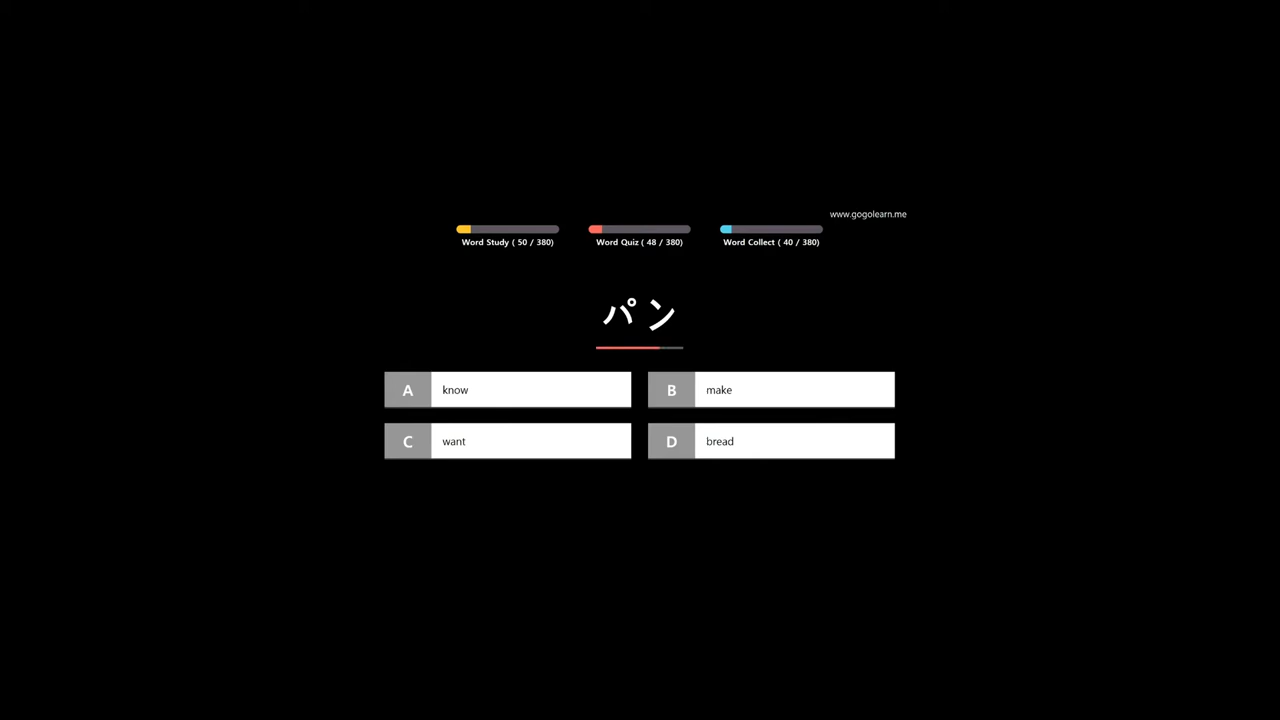 www.gogolearn.me
Word Study ( 50 / 380)
Word Quiz ( 48 / 380)
Word Collect ( 40 / 380)
パン
A know
B make
C want
D bread